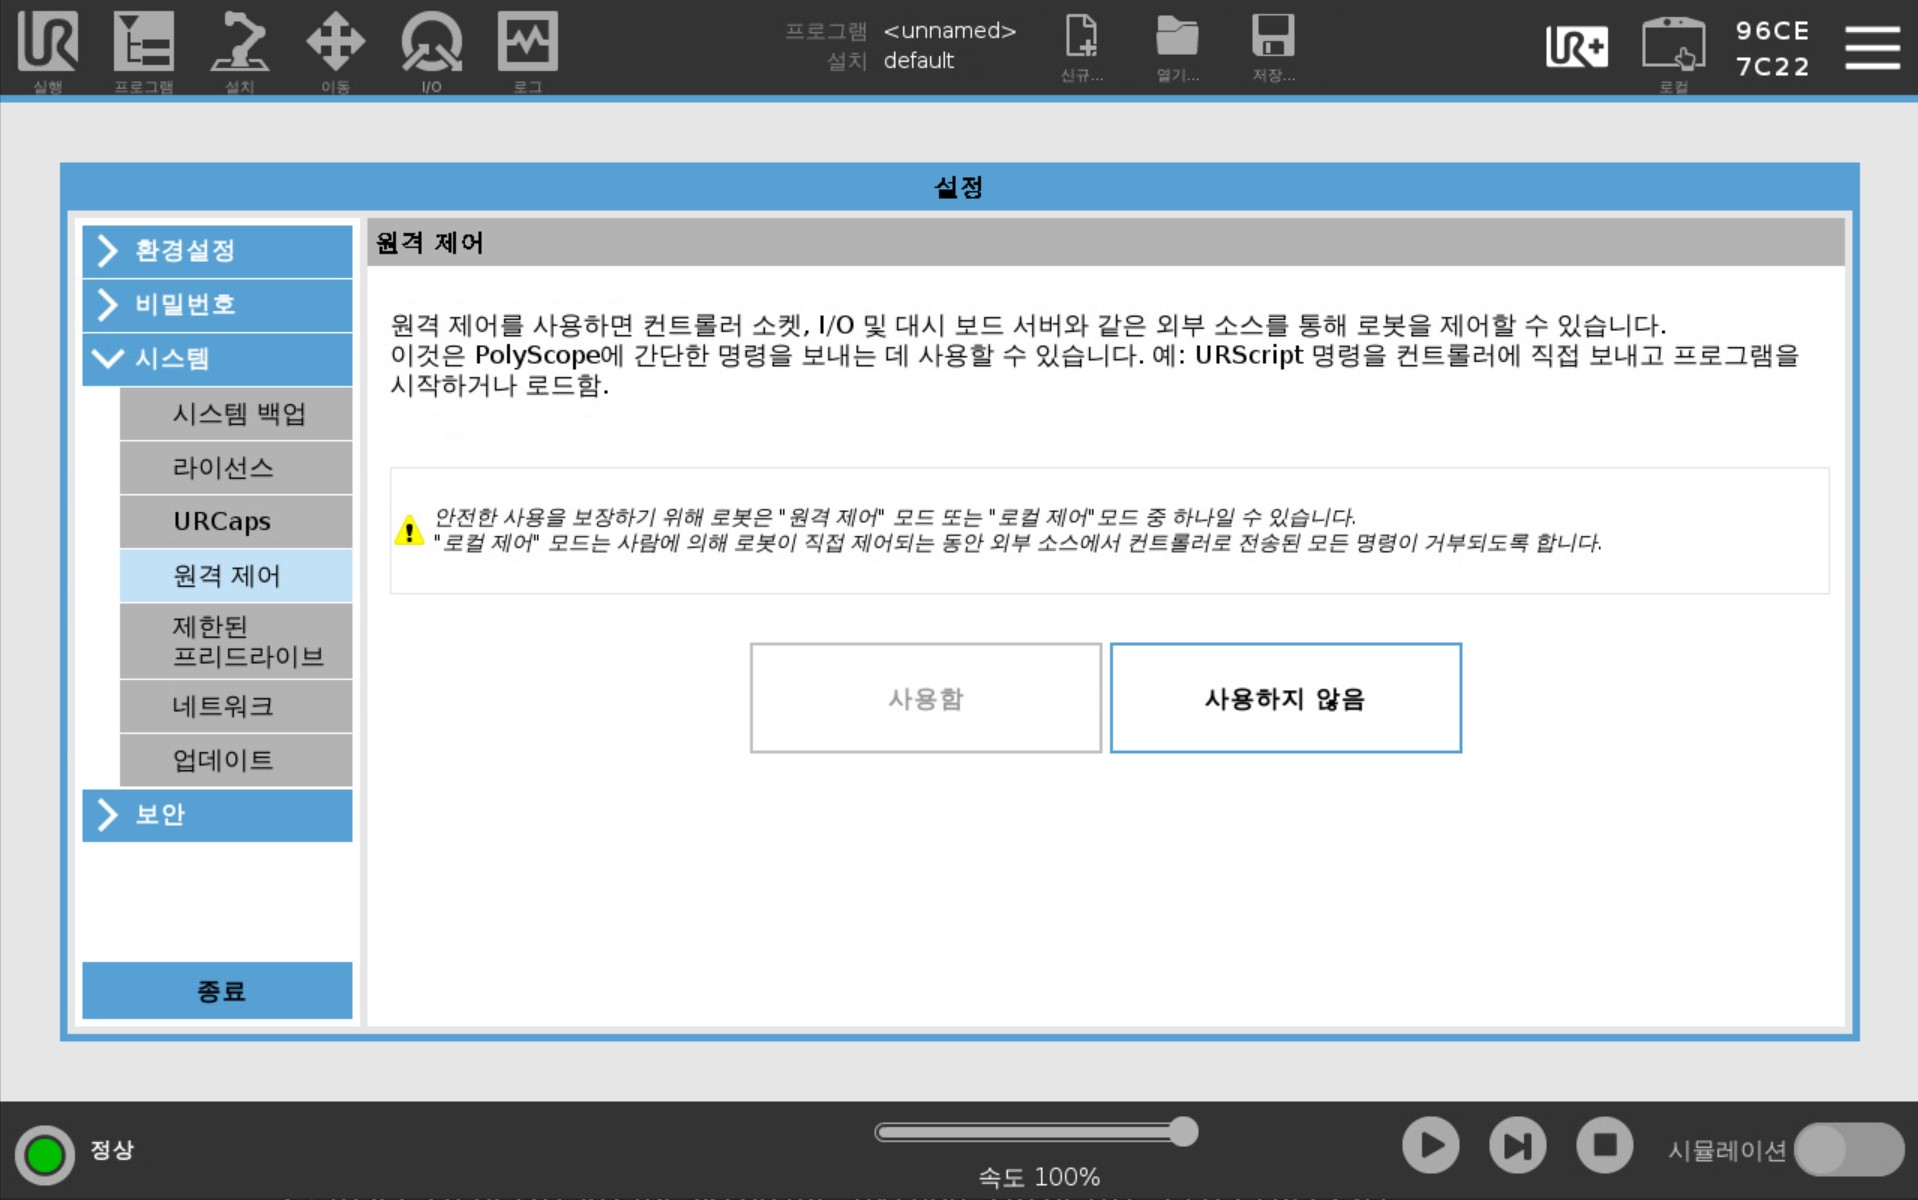 실행
프로그램
설치
이동
I/O
로그
프로그램 <unnamed>
설치 default
신규...
열기...
저장...
UR+
로컬
96CE
7C22
설정
환경설정
비밀번호
시스템
시스템 백업
라이선스
URCaps
원격 제어
제한된
프리드라이브
네트워크
업데이트
보안
종료
원격 제어
원격 제어를 사용하면 컨트롤러 소켓, I/O 및 대시 보드 서버와 같은 외부 소스를 통해 로봇을 제어할 수 있습니다.
이것은 PolyScope에 간단한 명령을 보내는 데 사용할 수 있습니다. 예: URScript 명령을 컨트롤러에 직접 보내고 프로그램을
시작하거나 로드함.
안전한 사용을 보장하기 위해 로봇은 "원격 제어" 모드 또는 "로컬 제어"모드 중 하나일 수 있습니다.
"로컬 제어" 모드는 사람에 의해 로봇이 직접 제어되는 동안 외부 소스에서 컨트롤러로 전송된 모든 명령이 거부되도록 합니다.
사용함
사용하지 않음
정상
속도 100%
시뮬레이션